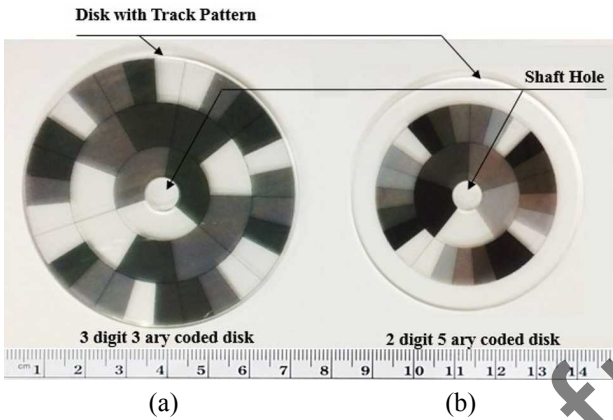 Disk with Track Pattern
Shaft Hole
3 digit 3 ary coded disk
2 digit 5 ary coded disk
cm 1 2 3 4 5 6 7 8 9 10 11 12 13 14
(a)
(b)